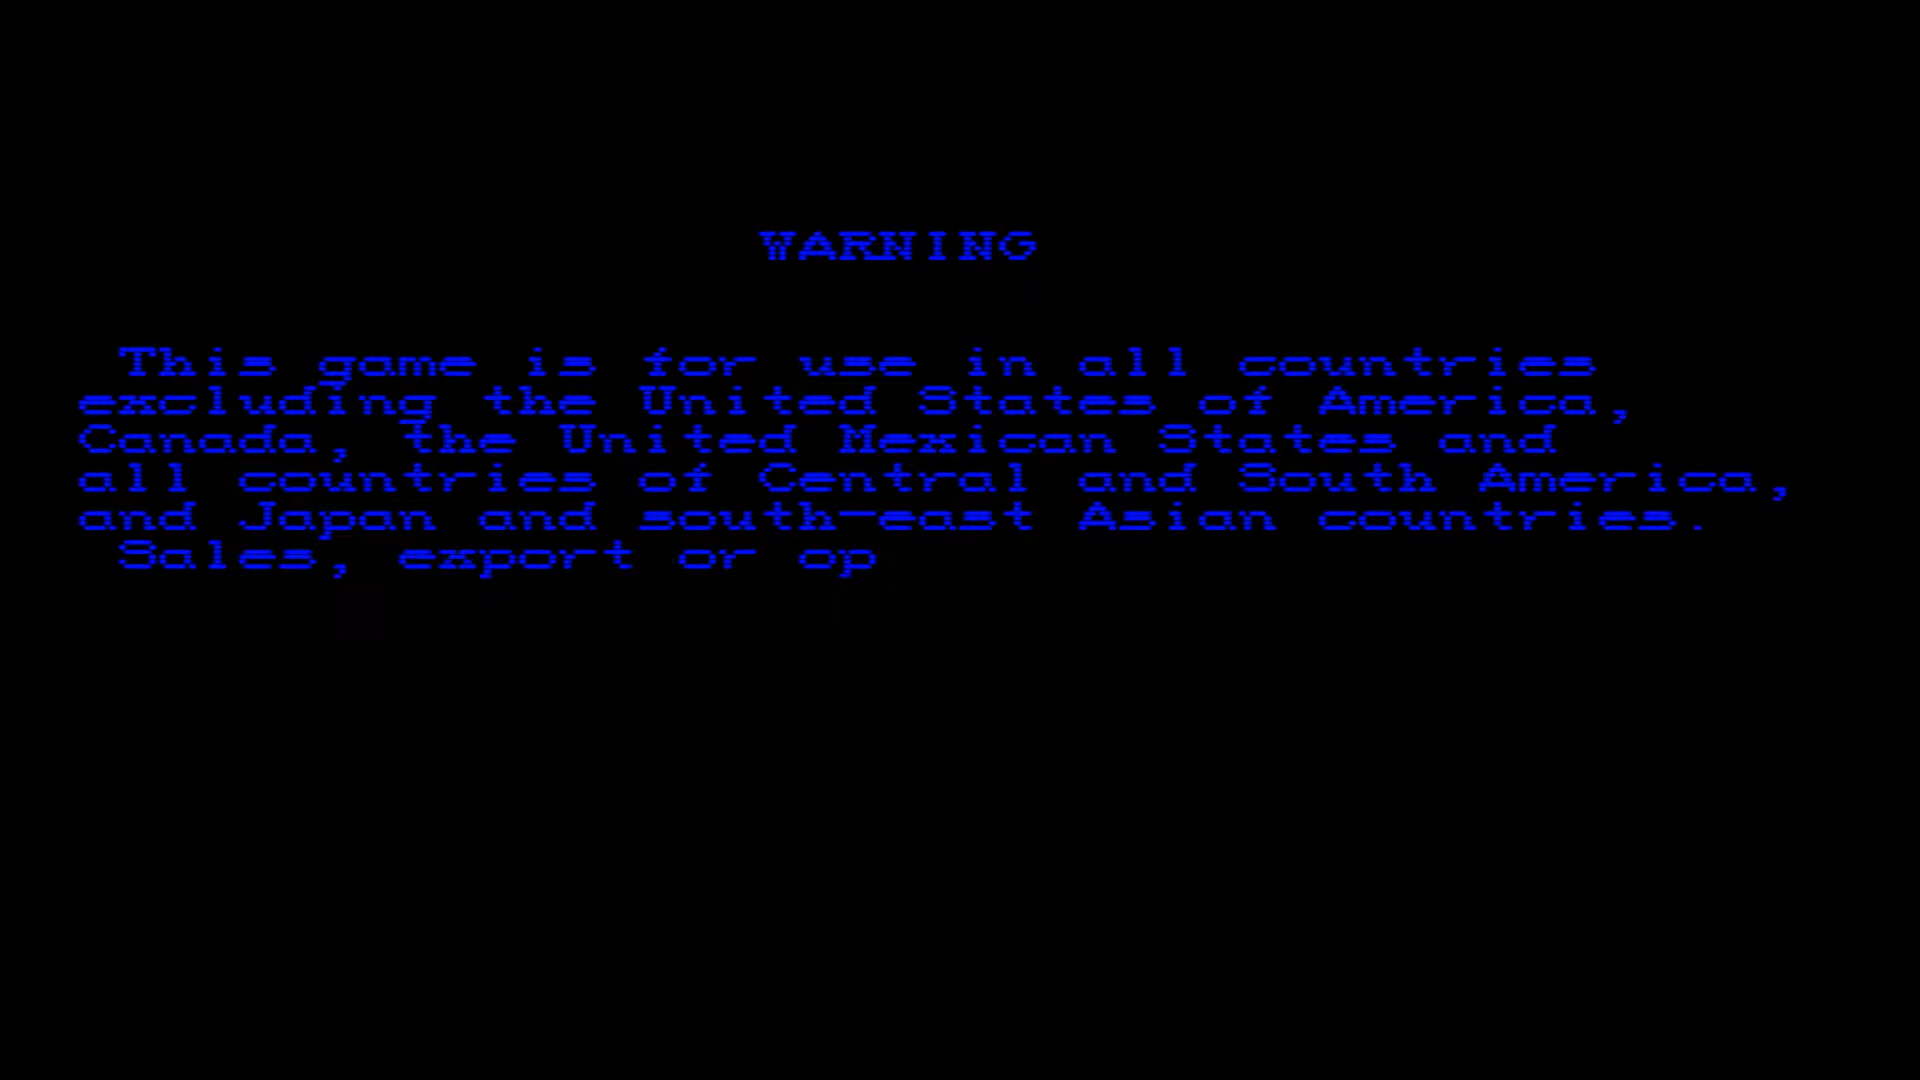 WARNING
This game is for use in all countries
excluding the United States of America,
Canada, the United Mexican States and
all countries of Central and South America,
and Japan and south-east Asian countries.
Sales, export or op